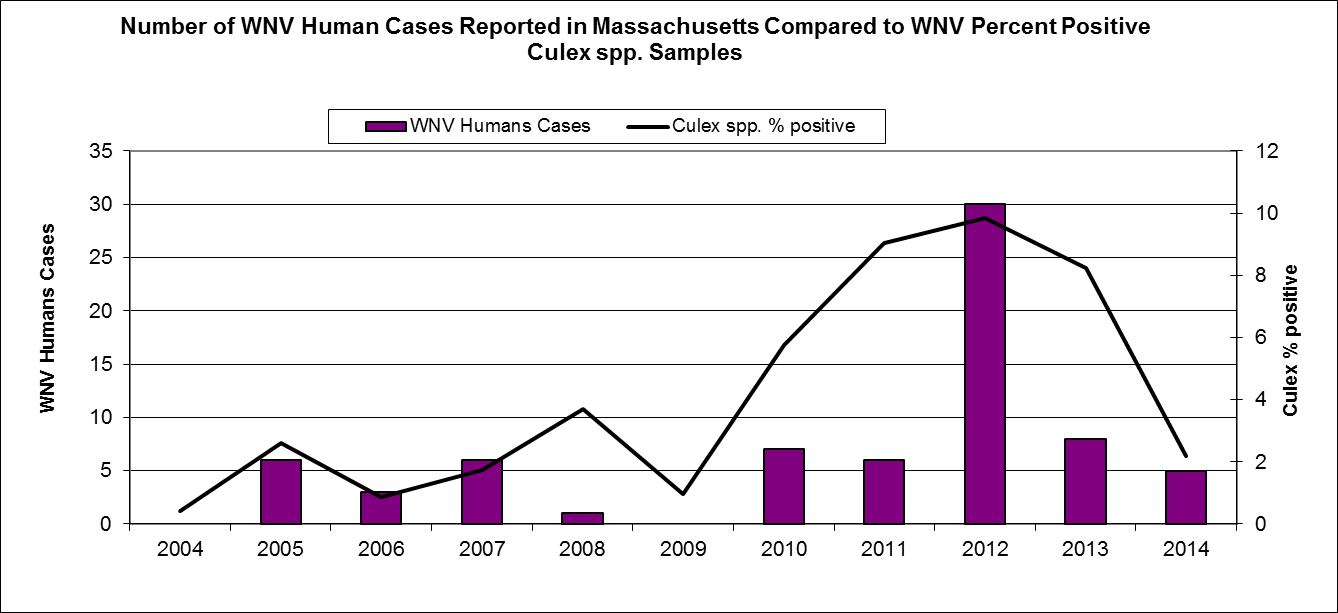 Number of WNV Human Cases Reported in Massachusetts Compared to WNV Percent Positive
Culex spp. Samples
WNV Humans Cases
Culex spp. % positive
35
30
25
20
15
10
5
0
WNV Humans Cases
12
10
8
6
4
2
0
Culex % positive
2004 2005 2006 2007 2008 2009 2010 2011 2012 2013 2014